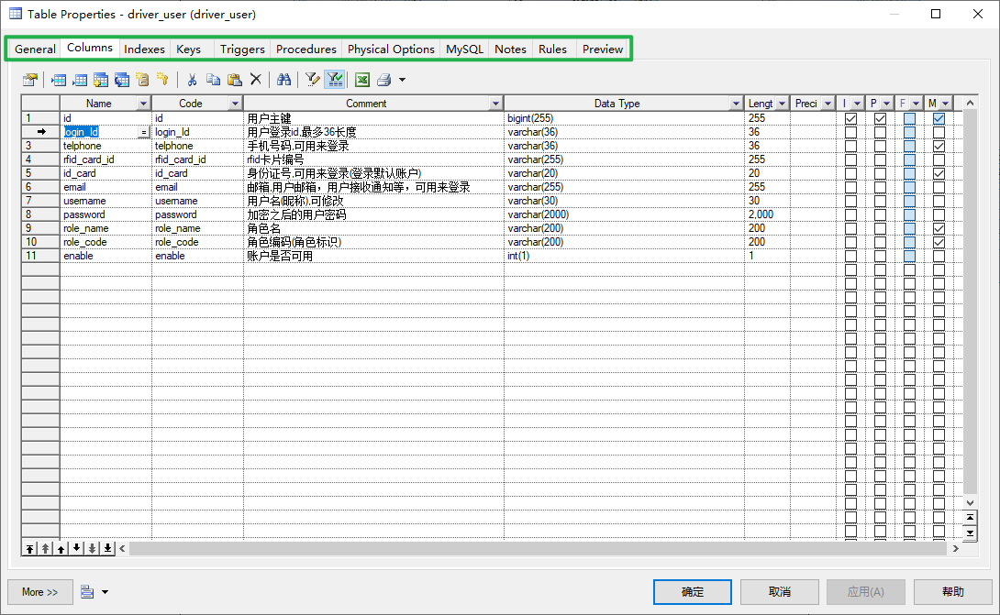 Table Properties - driver_user (driver_user)
General Columns Indexes Keys Triggers Procedures Physical Options MySQL Notes Rules Preview
Name Code Comment Data Type Lengt Preci I P F M
1 id id 用户主键 bigint(255) 255
login_Id = login_Id 用户登录id,最多36长度 varchar(36) 36
3 telphone telphone 手机号码,可用来登录 varchar(36) 36
4 rfid_card_id rfid_card_id rfid卡片编号 varchar(255) 255
5 id_card id_card 身份证号,可用来登录(登录默认账户) varchar(20) 20
6 email email 邮箱,用户邮箱，用户接收通知等，可用来登录 varchar(255) 255
7 username username 用户名(昵称),可修改 varchar(30) 30
8 password password 加密之后的用户密码 varchar(2000) 2,000
9 role_name role_name 角色名 varchar(200) 200
10 role_code role_code 角色编码(角色标识) varchar(200) 200
11 enable enable 账户是否可用 int(1) 1
More >> 确定 取消 应用(A) 帮助